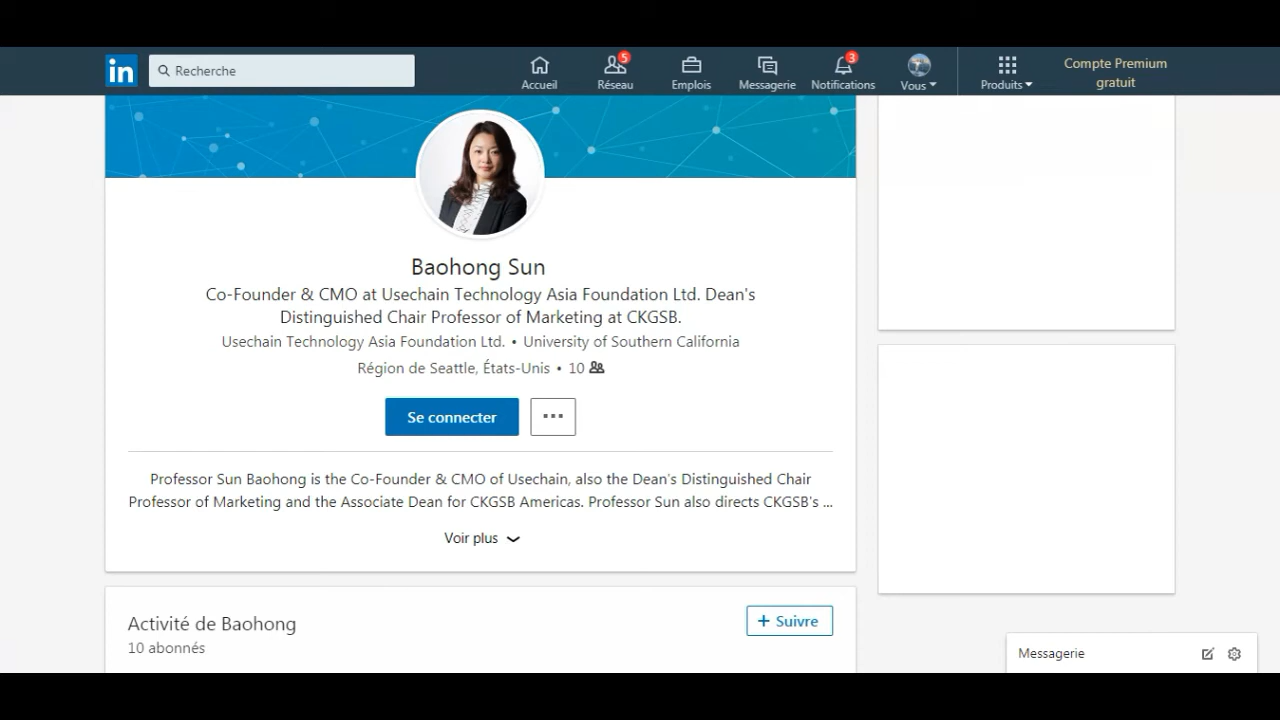 in
Recherche
Accueil
5
Réseau
Emplois
Messagerie
3
Notifications
Vous
Produits
Compte Premium
gratuit
Baohong Sun
Co-Founder & CMO at Usechain Technology Asia Foundation Ltd. Dean's
Distinguished Chair Professor of Marketing at CKGSB.
Usechain Technology Asia Foundation Ltd. • University of Southern California
Région de Seattle, États-Unis • 10
Se connecter
Professor Sun Baohong is the Co-Founder & CMO of Usechain, also the Dean's Distinguished Chair
Professor of Marketing and the Associate Dean for CKGSB Americas. Professor Sun also directs CKGSB's ...
Voir plus
Activité de Baohong
+ Suivre
10 abonnés
Messagerie